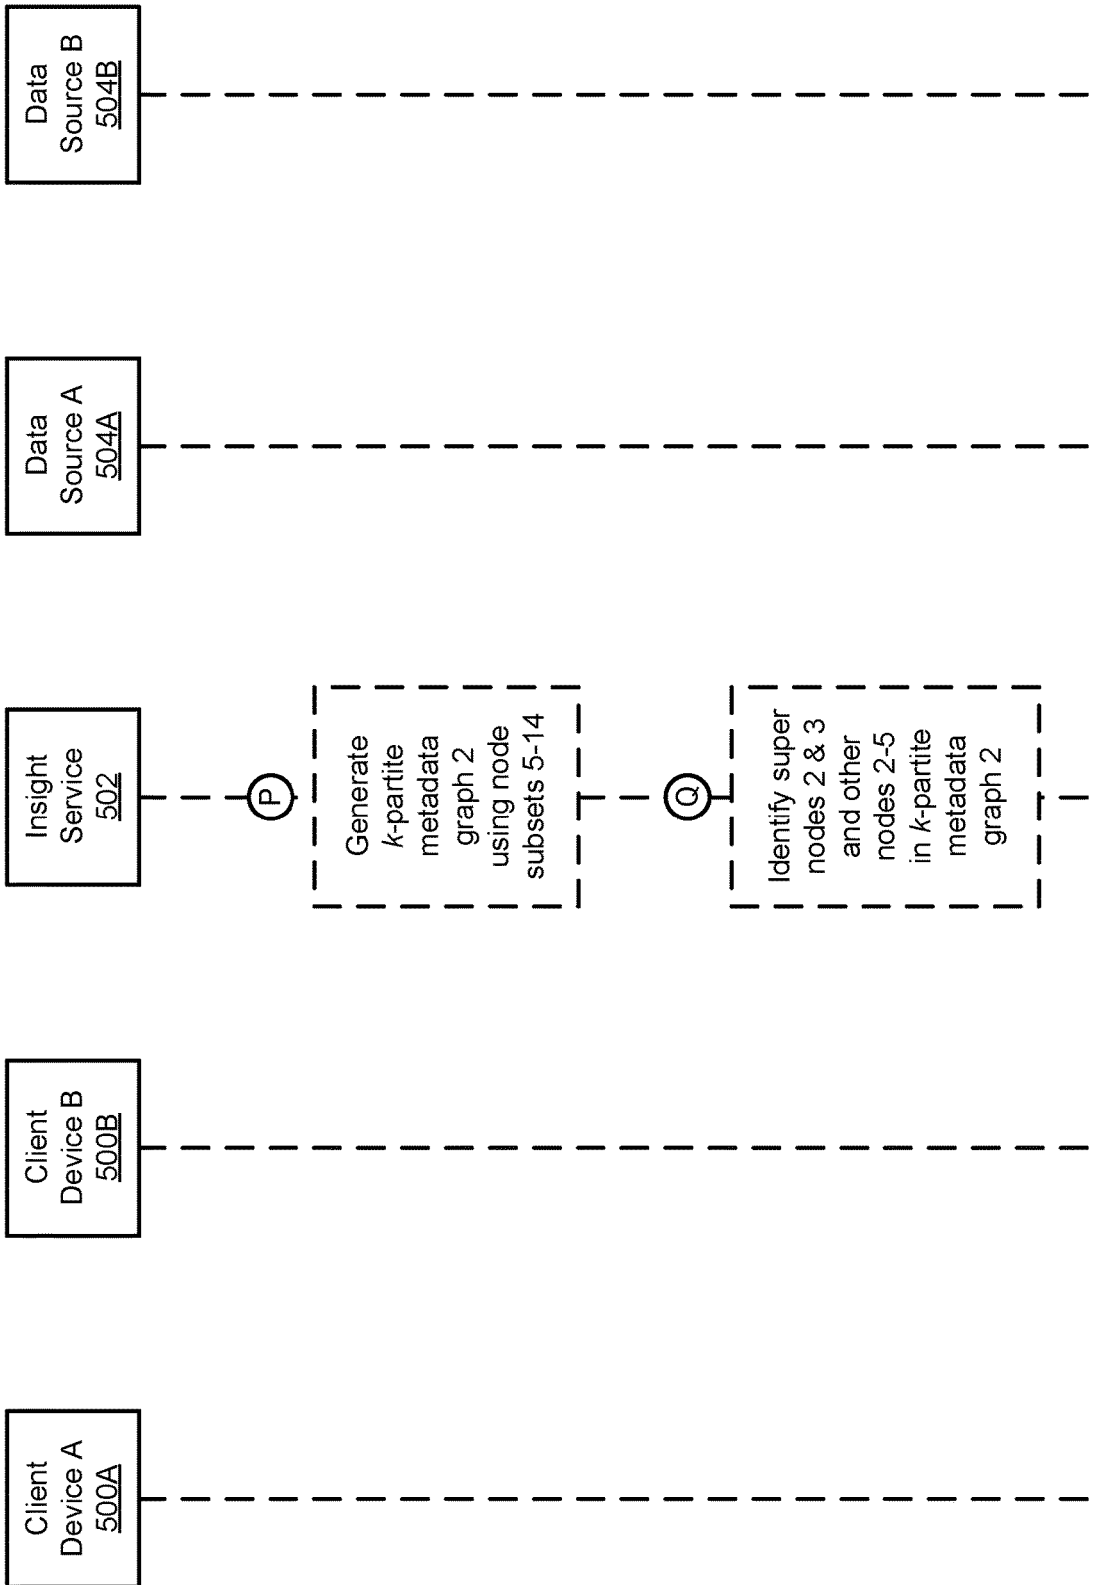 Client
Device A
500A
Client
Device B
500B
Insight
Service
502
Data
Source A
504A
Data
Source B
504B
P
Generate
k-partite
metadata
graph 2
using node
subsets 5-14
Q
Identify super
nodes 2 & 3
and other
nodes 2-5
in k-partite
metadata
graph 2